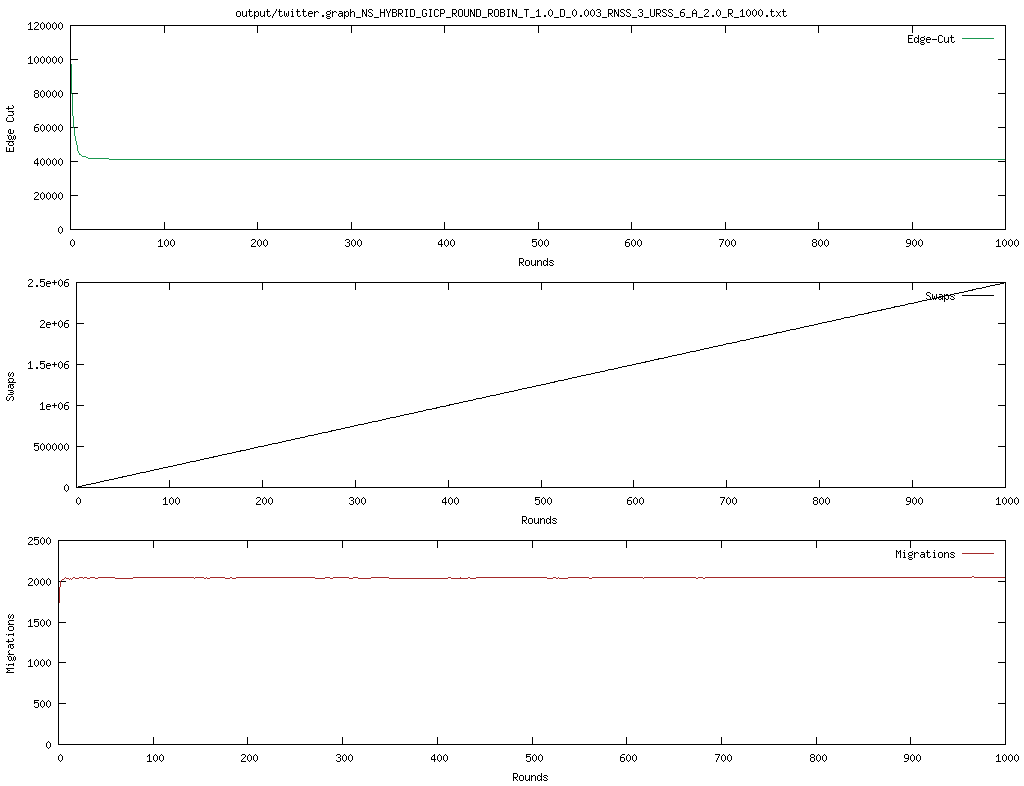 output/twitter.graph_NS_HYBRID_GICP_ROUND_ROBIN_T_1.0_D_0.003_RNSS_3_URSS_6_A_2.0_R_1000.txt
120000
100000
80000
60000
40000
20000
0
Edge Cut
Edge-Cut
0 100 200 300 400 500 600 700 800 900 1000
Rounds
2.5e+06
2e+06
1.5e+06
1e+06
500000
0
Swaps
Swaps
0 100 200 300 400 500 600 700 800 900 1000
Rounds
2500
2000
1500
1000
500
0
Migrations
Migrations
0 100 200 300 400 500 600 700 800 900 1000
Rounds